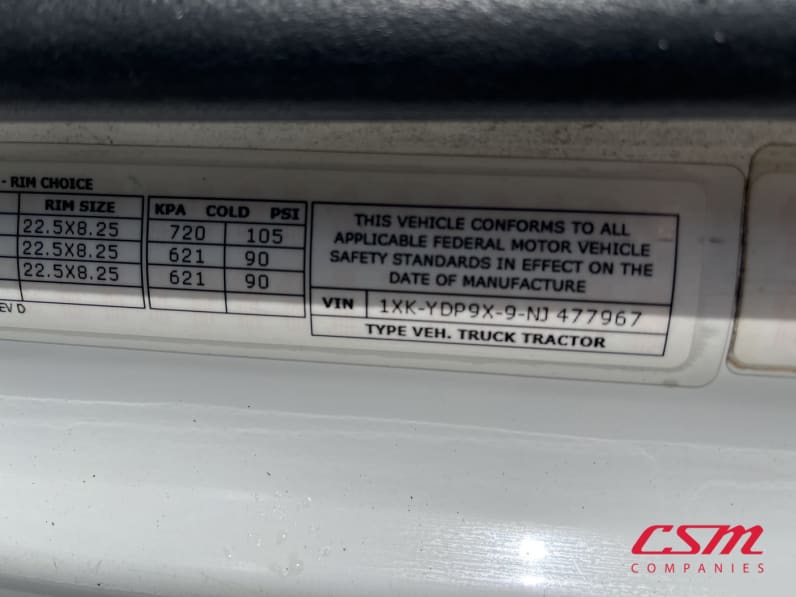 - RIM CHOICE
RIM SIZE
22.5X8.25
22.5X8.25
22.5X8.25
KPA COLD PSI
720 105
621 90
621 90
EV D
THIS VEHICLE CONFORMS TO ALL
APPLICABLE FEDERAL MOTOR VEHICLE
SAFETY STANDARDS IN EFFECT ON THE
DATE OF MANUFACTURE
VIN 1XK-YDP9X-9-NJ 477967
TYPE VEH. TRUCK TRACTOR
CSM
COMPANIES